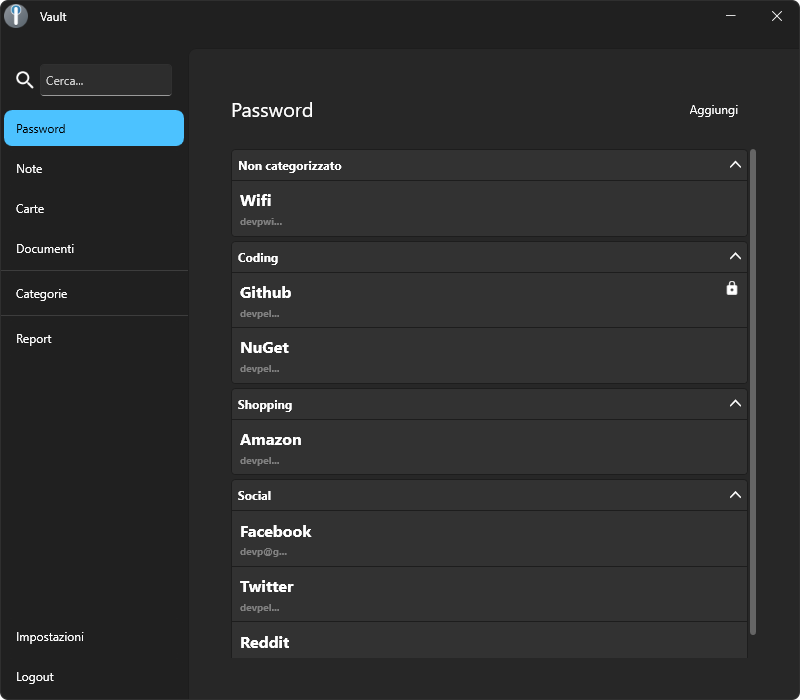 Vault
Cerca...
Password
Note
Carte
Documenti
Categorie
Report
Impostazioni
Logout
Password
Aggiungi
Non categorizzato
Wifi
devpwi...
Coding
Github
devpel...
NuGet
devpel...
Shopping
Amazon
devpel...
Social
Facebook
devp@g...
Twitter
devpel...
Reddit